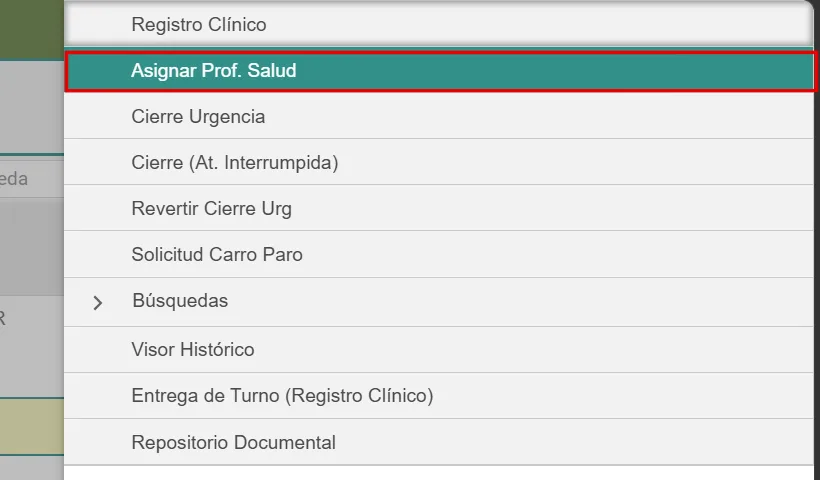 Registro Clínico
Asignar Prof. Salud
Cierre Urgencia
Cierre (At. Interrumpida)
eda
Revertir Cierre Urg
Solicitud Carro Paro
Búsquedas
R
Visor Histórico
Entrega de Turno (Registro Clínico)
Repositorio Documental